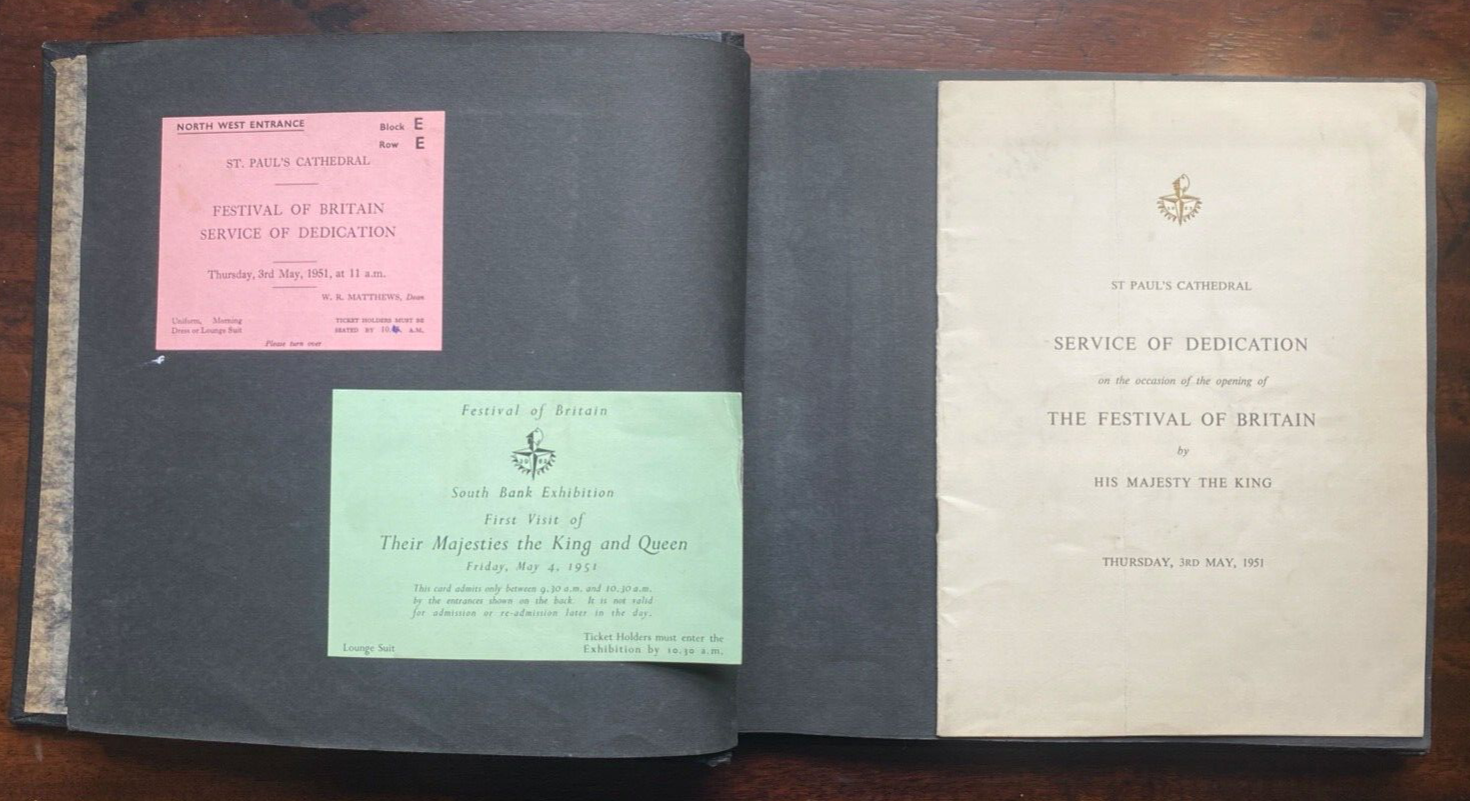 NORTH WEST ENTRANCE
Block E
Row E
ST. PAUL'S CATHEDRAL
FESTIVAL OF BRITAIN
SERVICE OF DEDICATION
Thursday, 3rd May, 1951, at 11 a.m.
W. R. MATTHEWS, Dean
Uniform, Morning
Dress or Lounge Suit
TICKET HOLDERS MUST BE
SEATED BY 10 A.M.
Please turn over
Festival of Britain
South Bank Exhibition
First Visit of
Their Majesties the King and Queen
Friday, May 4, 1951
This card admits only between 9.30 a.m. and 10.30 a.m.
by the entrances shown on the back. It is not valid
for admission or re-admission later in the day.
Lounge Suit
Ticket Holders must enter the
Exhibition by 10.30 a.m.
ST PAUL'S CATHEDRAL
SERVICE OF DEDICATION
on the occasion of the opening of
THE FESTIVAL OF BRITAIN
by
HIS MAJESTY THE KING
THURSDAY, 3RD MAY, 1951